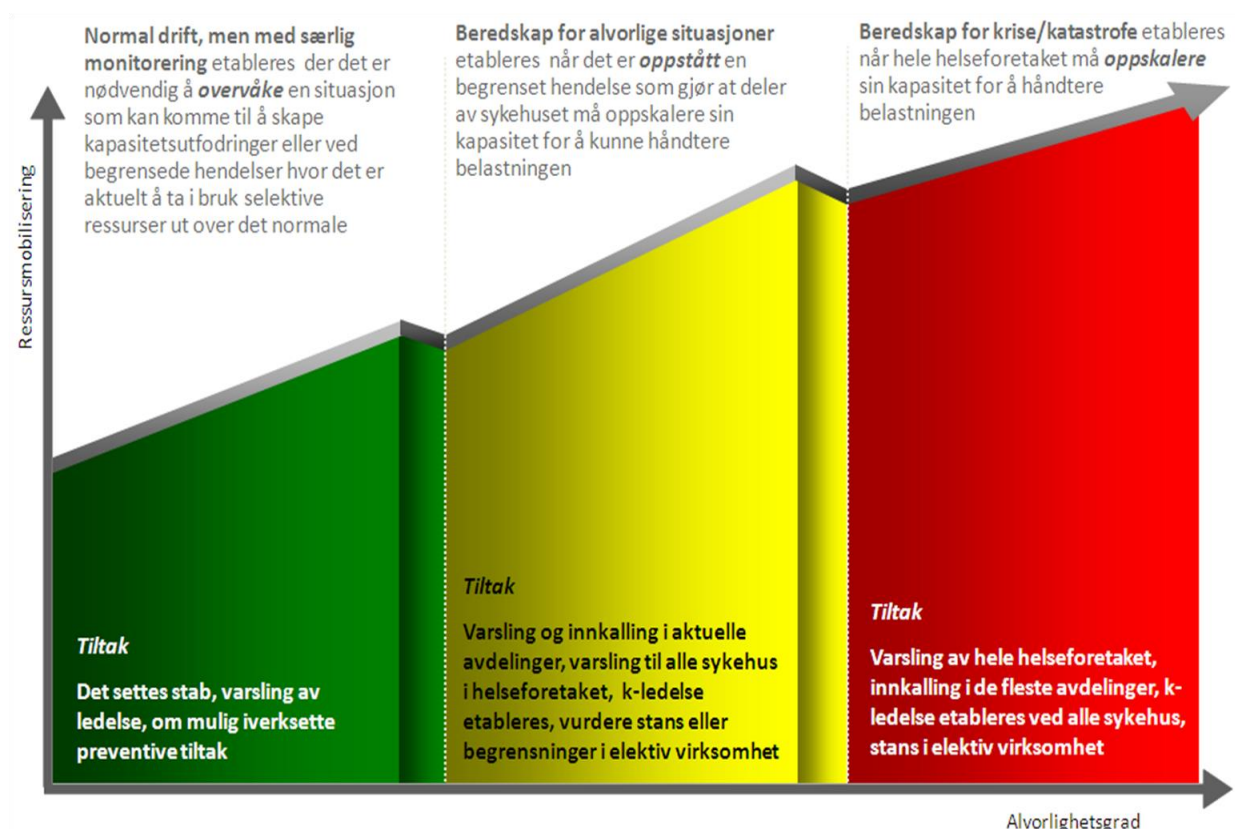 Normal drift, men med særlig
monitorering etableres der det er
nødvendig å overvåke en situasjon
som kan komme til å skape
kapasitetsutfodringer eller ved
begrensede hendelser hvor det er
aktuelt å ta i bruk selektive
ressurser ut over det normale
Beredskap for alvorlige situasjoner
etableres når det er oppstått en
begrenset hendelse som gjør at deler
av sykehuset må oppskalere sin
kapasitet for å kunne håndtere
belastningen
Beredskap for krise/katastrofe etableres
når hele helseforetaket må oppskalere
sin kapasitet for å håndtere
belastningen
Ressursmobilisering
Tiltak
Det settes stab, varsling av
ledelse, om mulig iverksette
preventive tiltak
Tiltak
Varsling og innkalling i aktuelle
avdelinger, varsling til alle sykehus
i helseforetaket, k-ledelse
etableres, vurdere stans eller
begrensninger i elektiv virksomhet
Tiltak
Varsling av hele helseforetaket,
innkalling i de fleste avdelinger, k-
ledelse etableres ved alle sykehus,
stans i elektiv virksomhet
Alvorlighetsgrad